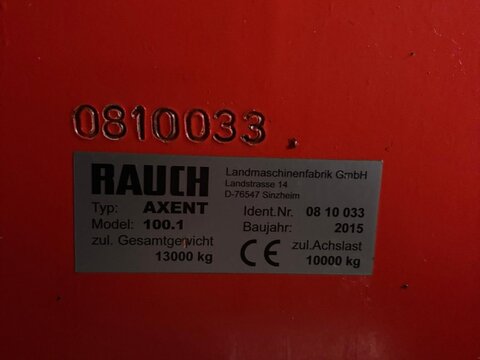 0810033
RAUCH Landmaschinenfabrik GmbH
Landstrasse 14
D-76547 Sinzheim
Typ: AXENT Ident.Nr. 08 10 033
Model: 100.1 Baujahr: 2015
zul. Gesamtgewicht zul.Achslast
13000 kg CE 10000 kg